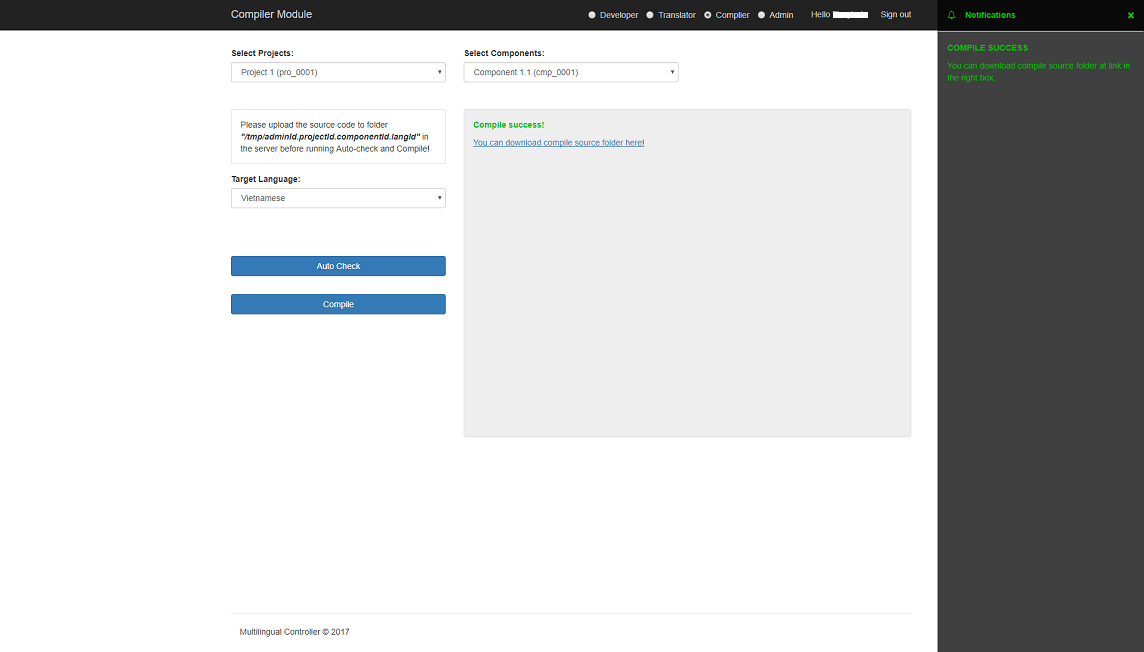 Compiler Module
Developer Translator Complier Admin Hello Sign out
Notifications
COMPILE SUCCESS
You can download compile source folder at link in
the right box
Select Projects:
Project 1 (pro_0001)
Select Components:
Component 1.1 (cmp_0001)
Please upload the source code to folder
"/tmp/adminId.projectId.componentId.langId" in
the server before running Auto-check and Compile!
Target Language:
Vietnamese
Auto Check
Compile
Compile success!
You can download compile source folder here!
Multilingual Controller © 2017